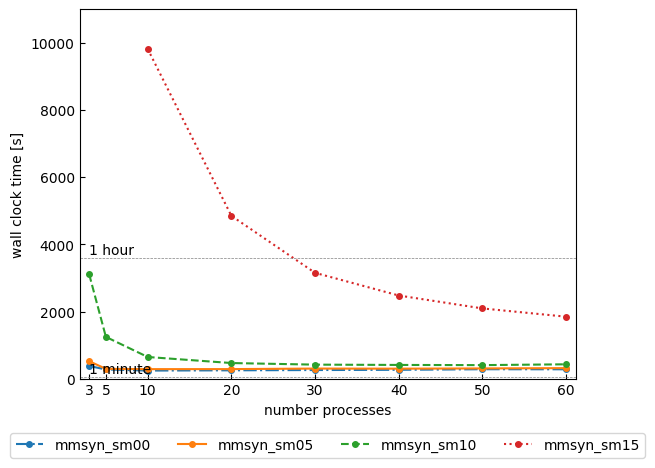 wall clock time [s]
10000
8000
6000
4000
2000
0
1 hour
1 minute
3 5 10 20 30 40 50 60
number processes
mmsyn_sm00 mmsyn_sm05 mmsyn_sm10 mmsyn_sm15